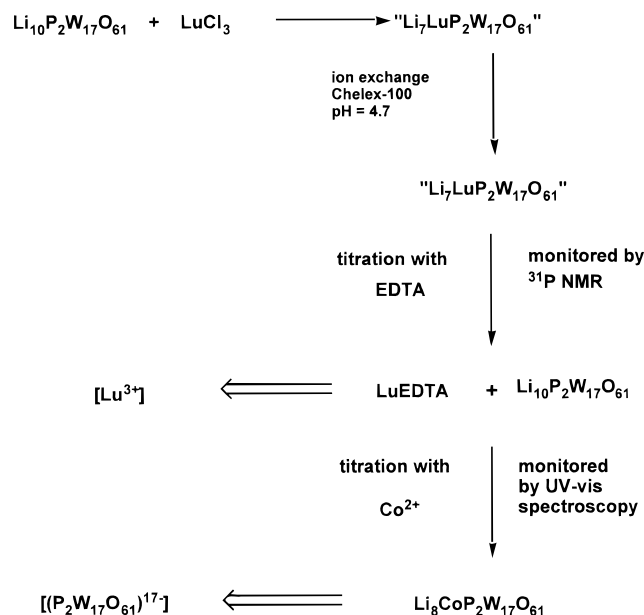 Li₁₀P₂W₁₇O₆₁ + LuCl₃ "Li₇LuP₂W₁₇O₆₁"
ion exchange
Chelex-100
pH = 4.7
"Li₇LuP₂W₁₇O₆₁"
titration with monitored by
EDTA ³¹P NMR
[Lu³⁺] LuEDTA + Li₁₀P₂W₁₇O₆₁
titration with monitored
by UV-vis
Co²⁺ spectroscopy
[(P₂W₁₇O₆₁)¹⁷⁻] Li₈CoP₂W₁₇O₆₁